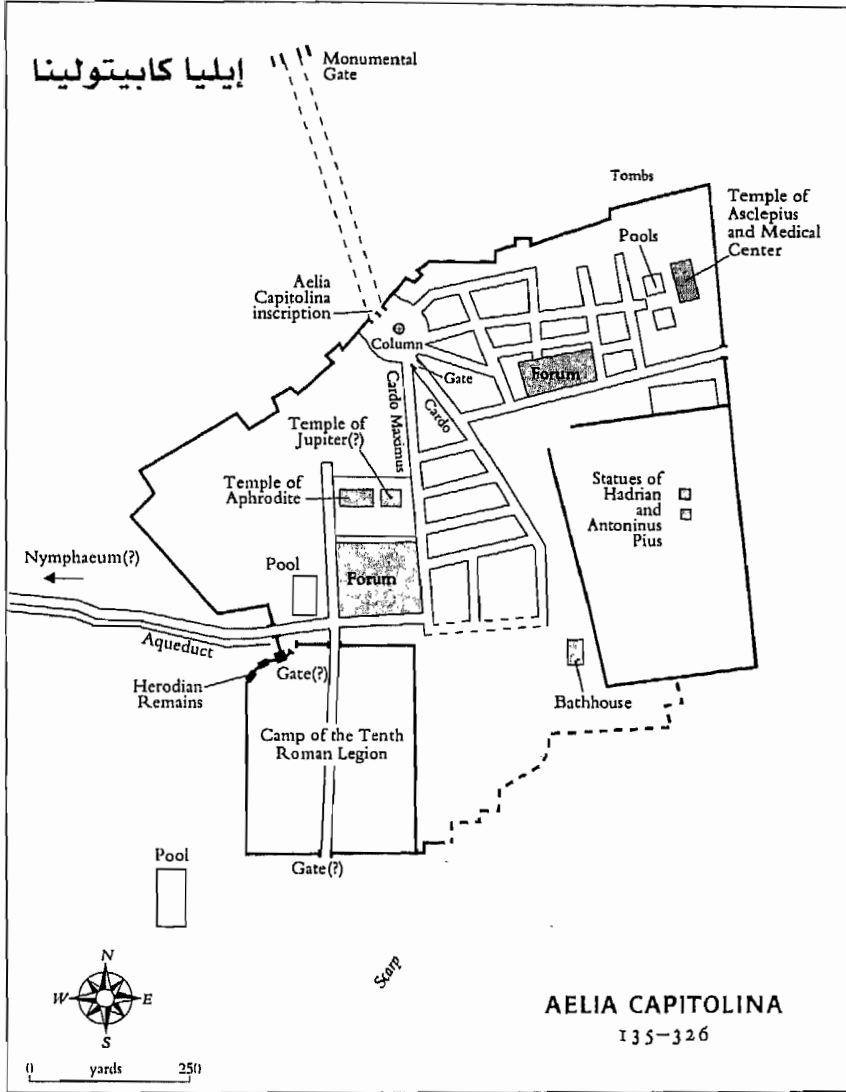 إيليا كابيتولينا
Monumental
Gate
Tombs
Temple of
Asclepius
and Medical
Center
Pools
Aelia
Capitolina
inscription
Column
Gate
Forum
Cardo Maximus
Cardo
Temple of
Jupiter(?)
Temple of
Aphrodite
Statues of
Hadrian
and
Antoninus
Pius
Nymphaeum(?)
Pool
Forum
Aqueduct
Gate(?)
Herodian
Remains
Bathhouse
Camp of the Tenth
Roman Legion
Pool
Gate(?)
Scarp
N
W
E
S
AELIA CAPITOLINA
135–326
0 yards 250